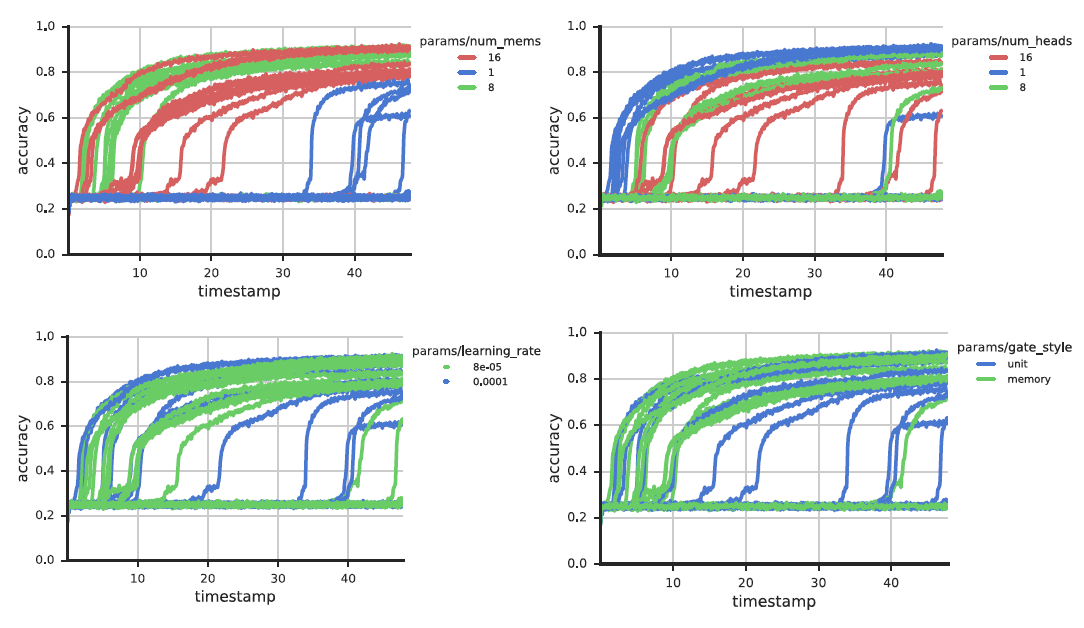 1.0
0.8
0.6
0.4
0.2
0.0
accuracy
10 20 30 40
timestamp
params/num_mems
16
1
8
1.0
0.8
0.6
0.4
0.2
0.0
accuracy
10 20 30 40
timestamp
params/num_heads
16
1
8
1.0
0.8
0.6
0.4
0.2
0.0
accuracy
10 20 30 40
timestamp
params/learning_rate
8e-05
0.0001
1.0
0.8
0.6
0.4
0.2
0.0
accuracy
10 20 30 40
timestamp
params/gate_style
unit
memory